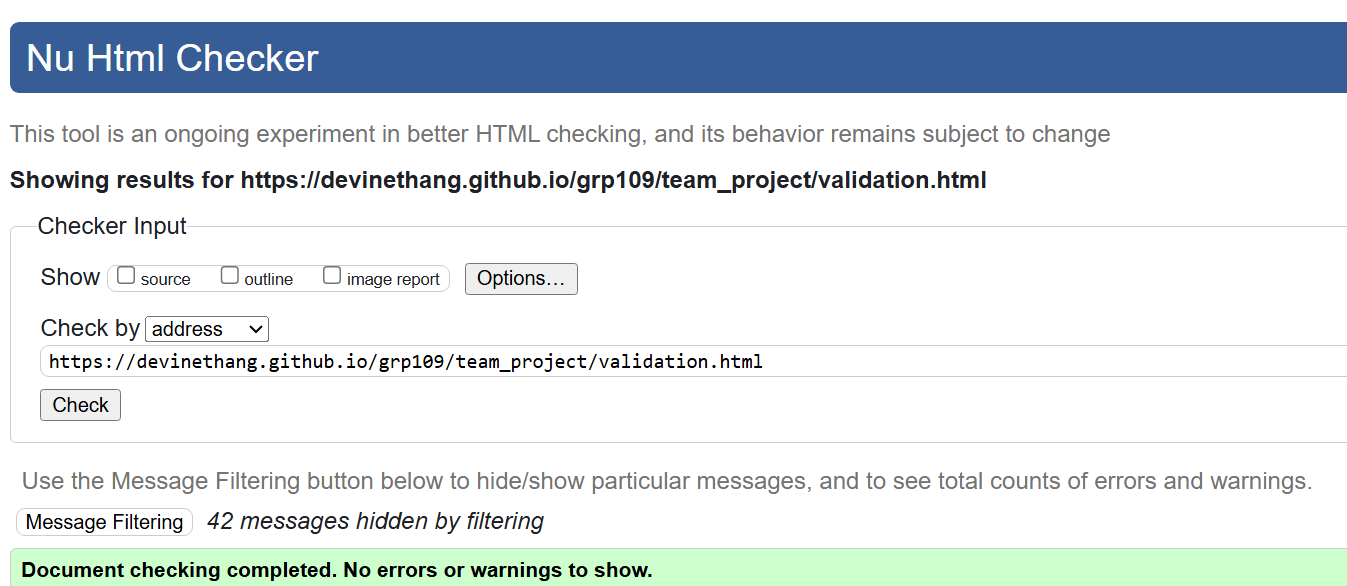 Nu Html Checker
This tool is an ongoing experiment in better HTML checking, and its behavior remains subject to change
Showing results for https://devinethang.github.io/grp109/team_project/validation.html
Checker Input
Show source outline image report Options…
Check by address
https://devinethang.github.io/grp109/team_project/validation.html
Check
Use the Message Filtering button below to hide/show particular messages, and to see total counts of errors and warnings.
Message Filtering 42 messages hidden by filtering
Document checking completed. No errors or warnings to show.